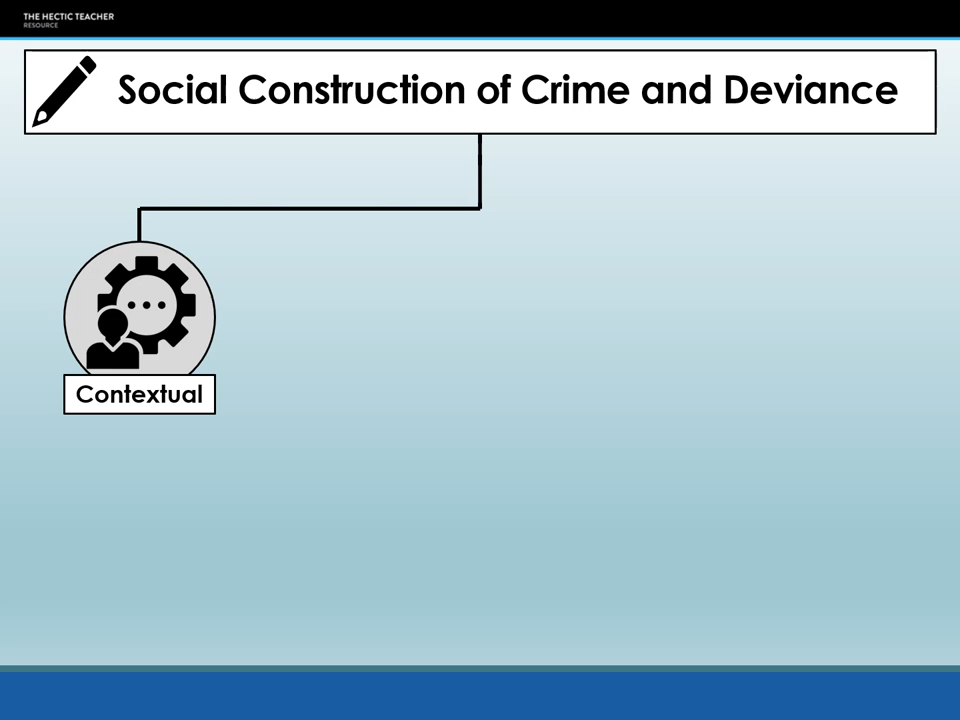 THE HECTIC TEACHER
RESOURCE
Social Construction of Crime and Deviance
Contextual